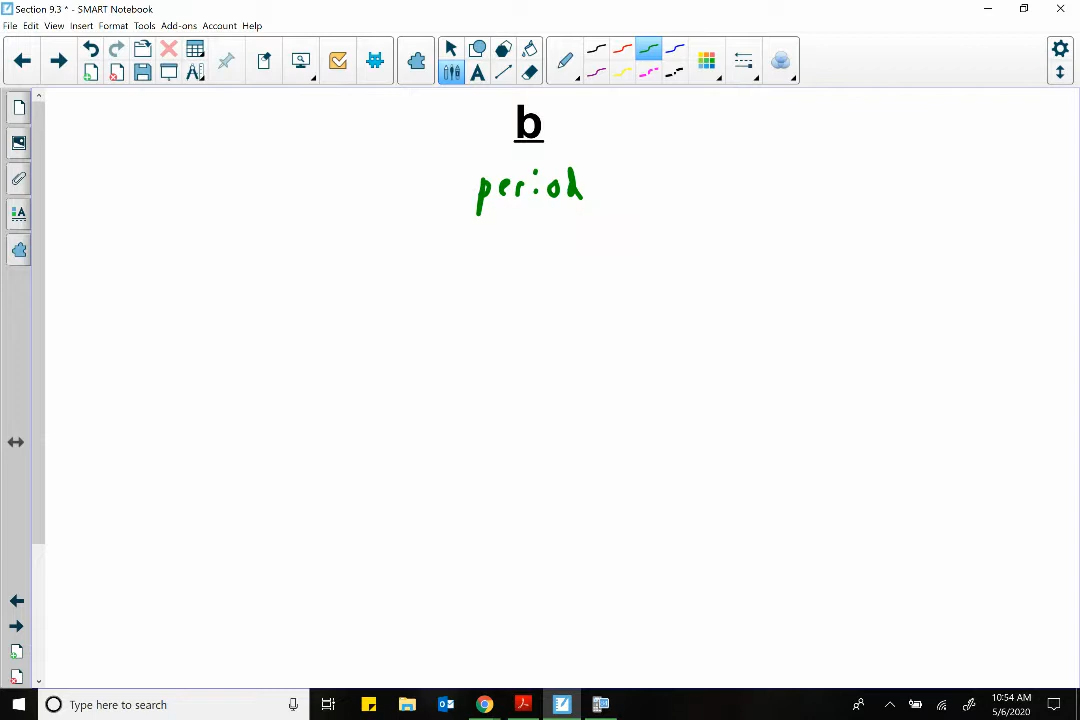 Section 9.3 * - SMART Notebook
File Edit View Insert Format Tools Add-ons Account Help
b
period
Type here to search
10:54 AM
5/6/2020